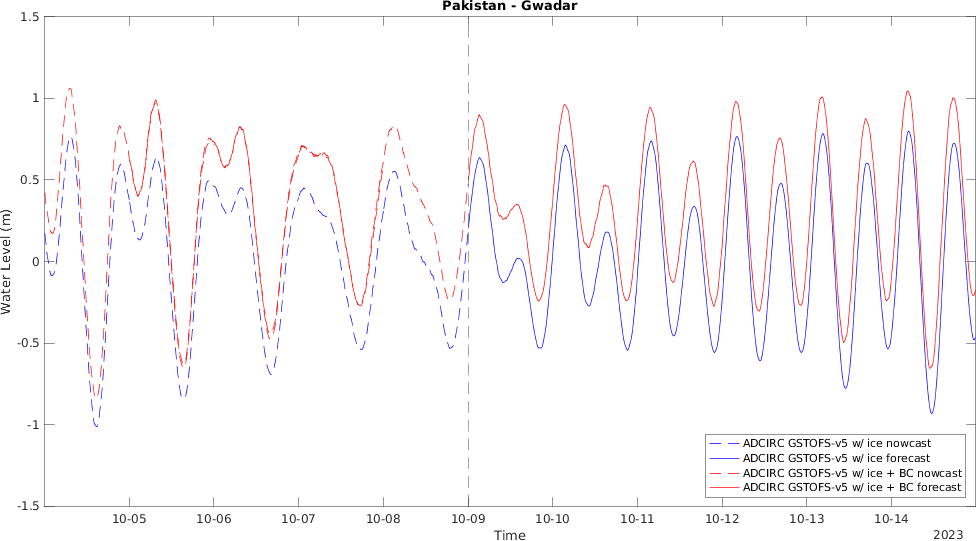 Pakistan - Gwadar
1.5
1
0.5
0
-0.5
-1
-1.5
Water Level (m)
10-05 10-06 10-07 10-08 10-09 10-10 10-11 10-12 10-13 10-14
Time
2023
ADCIRC GSTOFS-v5 w/ ice nowcast
ADCIRC GSTOFS-v5 w/ ice forecast
ADCIRC GSTOFS-v5 w/ ice + BC nowcast
ADCIRC GSTOFS-v5 w/ ice + BC forecast